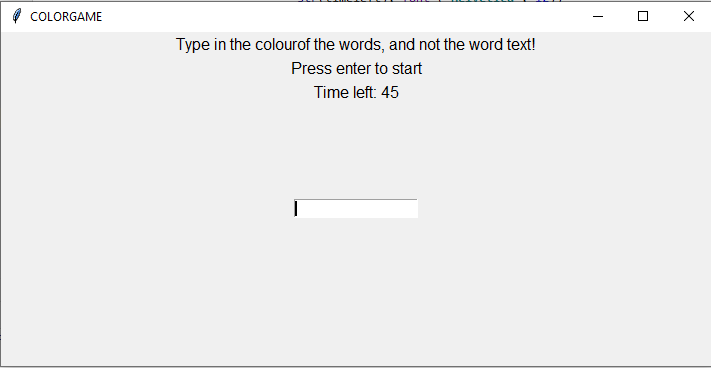 COLORGAME
Type in the colourof the words, and not the word text!
Press enter to start
Time left: 45